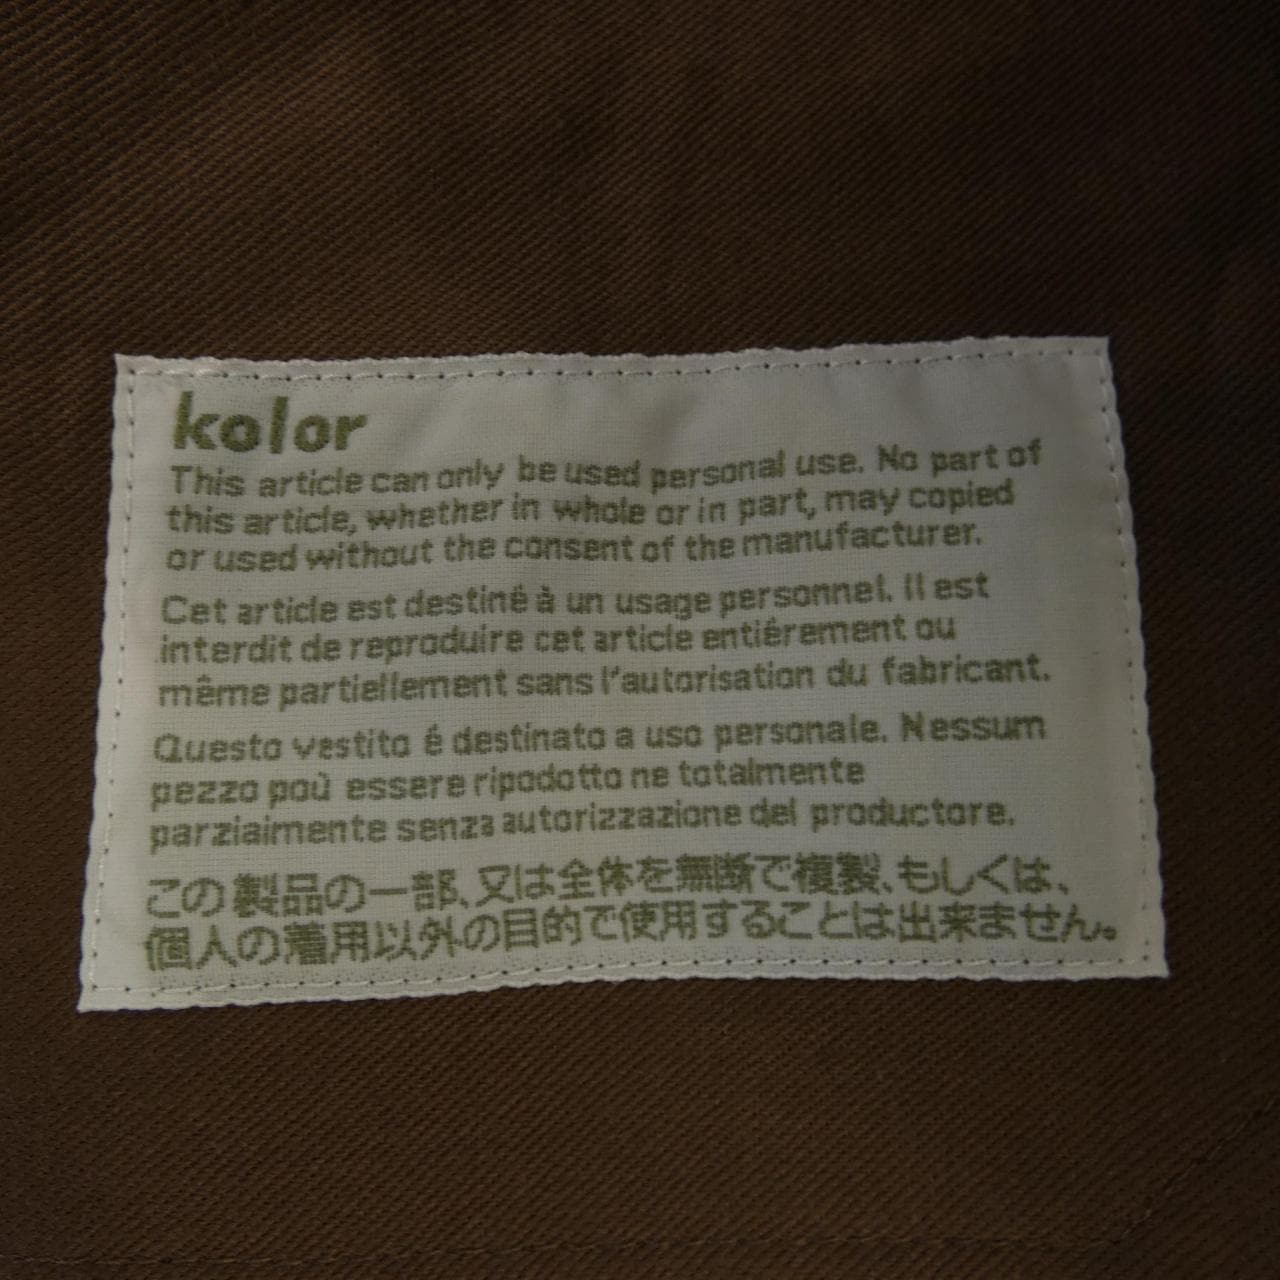 kolor
This article can only be used personal use. No part of
this article, whether in whole or in part, may copied
or used without the consent of the manufacturer.
Cet article est destiné à un usage personnel. Il est
interdit de reproduire cet article entiérement ou
même partiellement sans l'autorisation du fabricant.
Questo vestito é destinato a uso personale. Nessum
pezzo poù essere ripodotto ne totalmente
parzialmente senza autorizzazione del productore.
この製品の一部、又は全体を無断で複製、もしくは、
個人の着用以外の目的で使用することは出来ません。